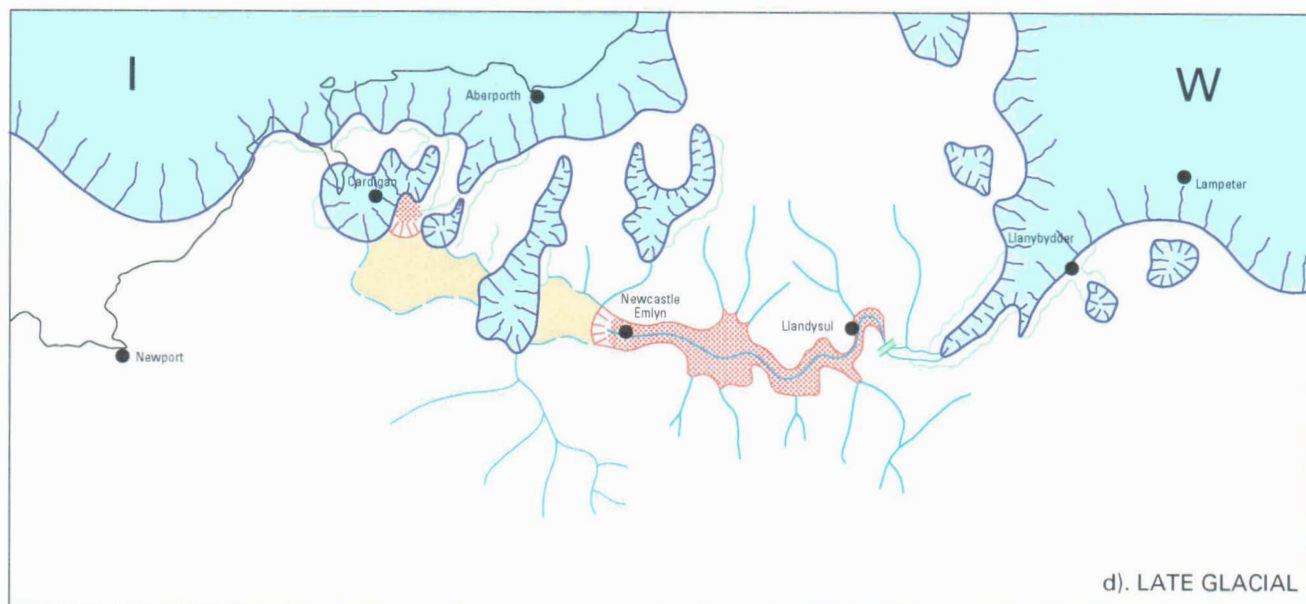 I
W
Aberporth
Cardigan
Lampeter
Llanybydder
Newcastle
Emlyn
Llandysul
Newport
d). LATE GLACIAL